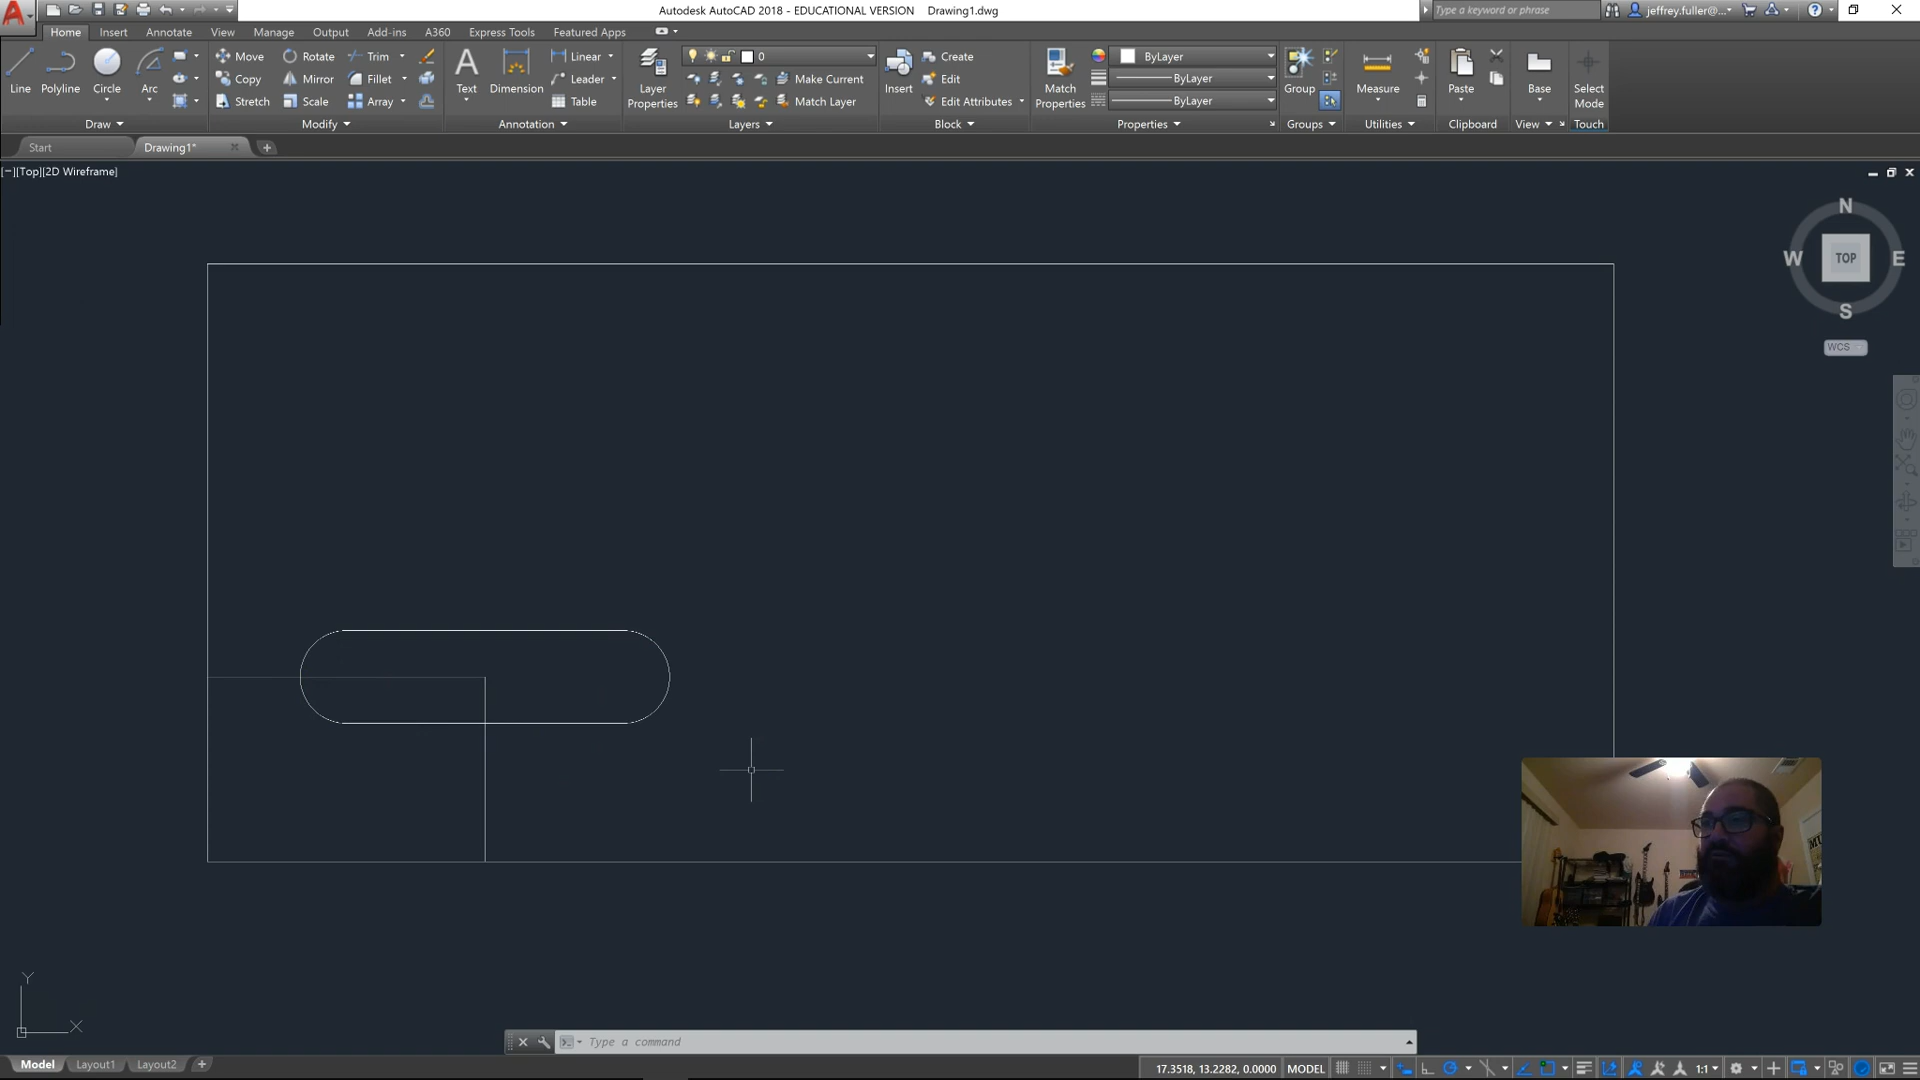 Autodesk AutoCAD 2018 - EDUCATIONAL VERSION Drawing1.dwg
Type a keyword or phrase
jeffrey.fuller@...
Home Insert Annotate View Manage Output Add-ins A360 Express Tools Featured Apps
Line Polyline Circle Arc
Draw
Move Rotate Trim
Copy Mirror Fillet
Stretch Scale Array
Modify
Text Dimension
Linear
Leader
Table
Annotation
Layer Properties
0
Make Current
Match Layer
Layers
Insert
Create
Edit
Edit Attributes
Block
Match Properties
ByLayer
ByLayer
ByLayer
Properties
Group
Groups
Measure
Utilities
Paste
Clipboard
Base
View
Select Mode
Touch
Start Drawing1*
[−][Top][2D Wireframe]
N
W TOP E
S
WCS
Y
X
Type a command
Model Layout1 Layout2
17.3518, 13.2282, 0.0000 MODEL
1:1